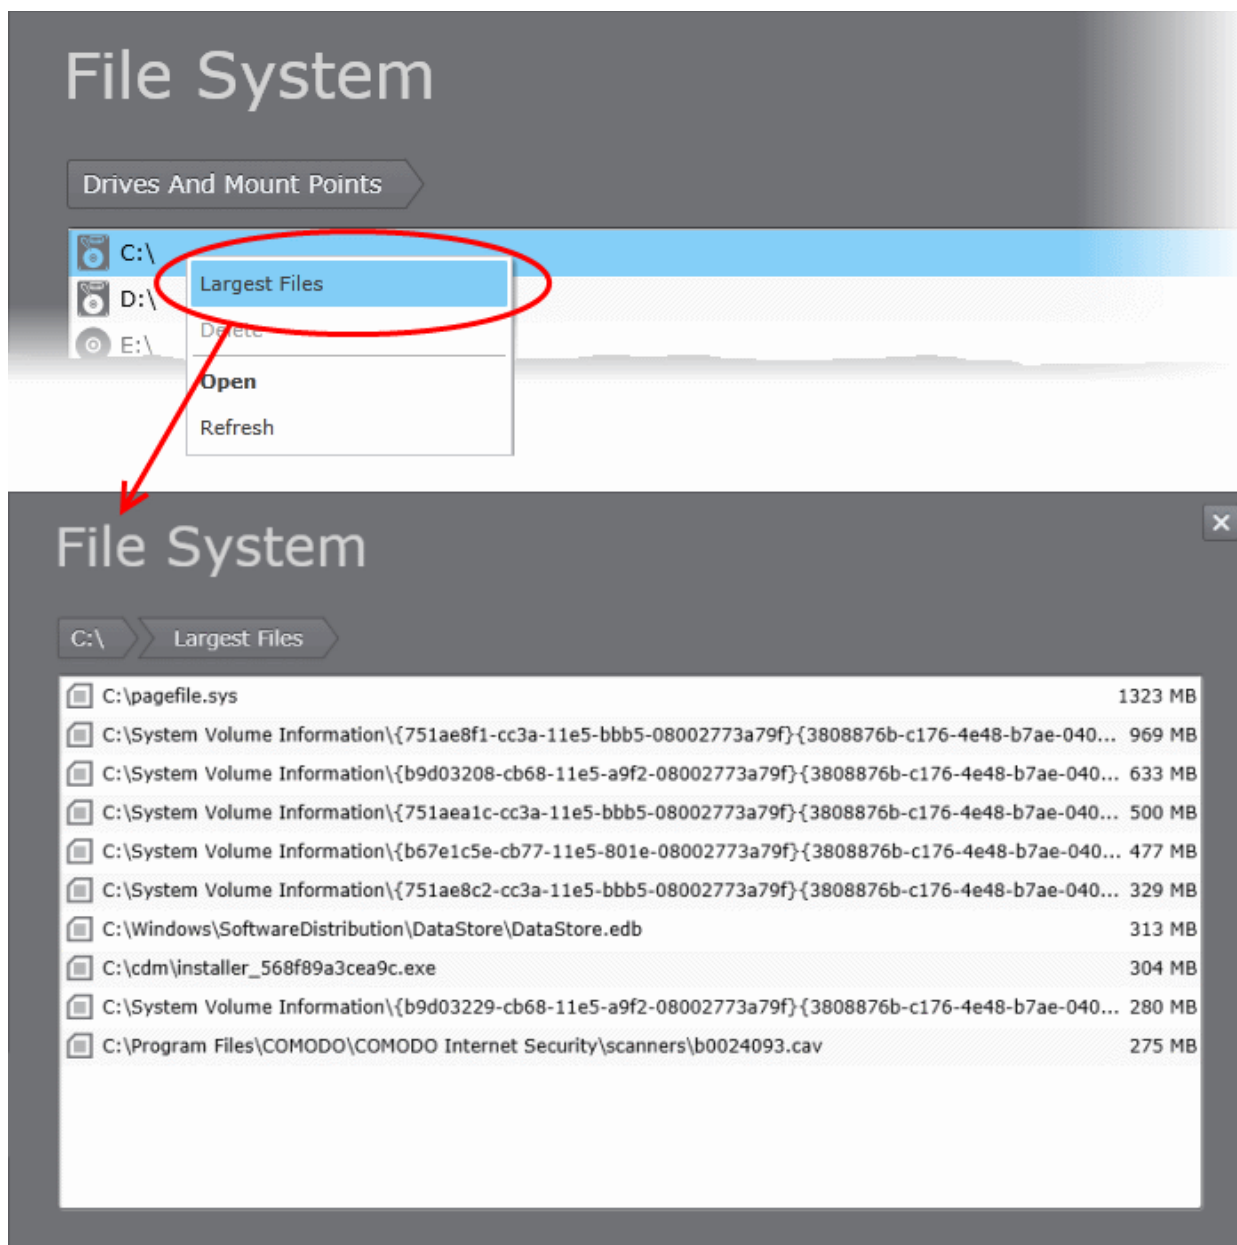 File System
Drives And Mount Points
C:\
Largest Files
D:\
Delete
E:\
Open
Refresh
File System
C:\ Largest Files
C:\pagefile.sys 1323 MB
C:\System Volume Information\{751ae8f1-cc3a-11e5-bbb5-08002773a79f}{3808876b-c176-4e48-b7ae-040... 969 MB
C:\System Volume Information\{b9d03208-cb68-11e5-a9f2-08002773a79f}{3808876b-c176-4e48-b7ae-040... 633 MB
C:\System Volume Information\{751aea1c-cc3a-11e5-bbb5-08002773a79f}{3808876b-c176-4e48-b7ae-040... 500 MB
C:\System Volume Information\{b67e1c5e-cb77-11e5-801e-08002773a79f}{3808876b-c176-4e48-b7ae-040... 477 MB
C:\System Volume Information\{751ae8c2-cc3a-11e5-bbb5-08002773a79f}{3808876b-c176-4e48-b7ae-040... 329 MB
C:\Windows\SoftwareDistribution\DataStore\DataStore.edb 313 MB
C:\cdm\installer_568f89a3cea9c.exe 304 MB
C:\System Volume Information\{b9d03229-cb68-11e5-a9f2-08002773a79f}{3808876b-c176-4e48-b7ae-040... 280 MB
C:\Program Files\COMODO\COMODO Internet Security\scanners\b0024093.cav 275 MB